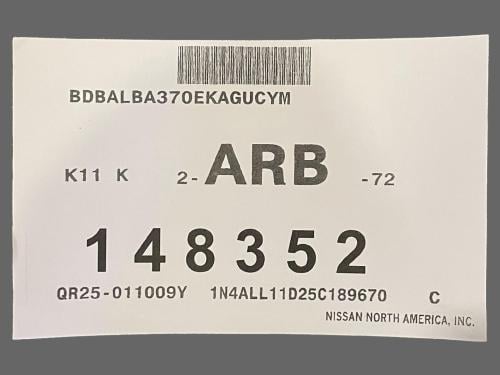 BDBALBA370EKAGUCYM
K11 K 2-ARB -72
148352
QR25-011009Y 1N4ALL11D25C189670 C
NISSAN NORTH AMERICA, INC.